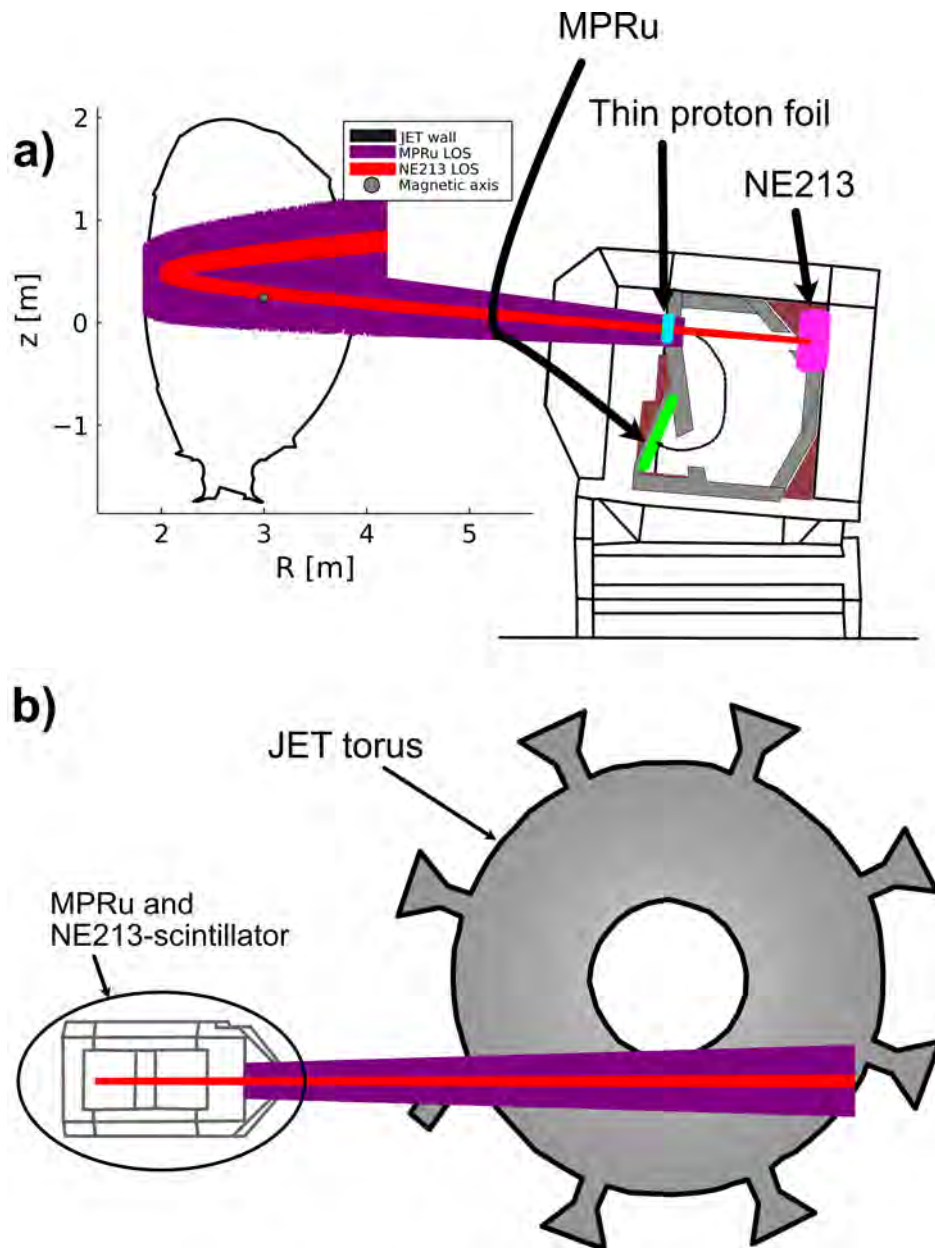 MPRu
Thin proton foil
NE213
a)
JET wall
MPRu LOS
NE213 LOS
Magnetic axis
2
1
0
−1
z [m]
2
3
4
5
R [m]
b)
JET torus
MPRu and
NE213-scintillator